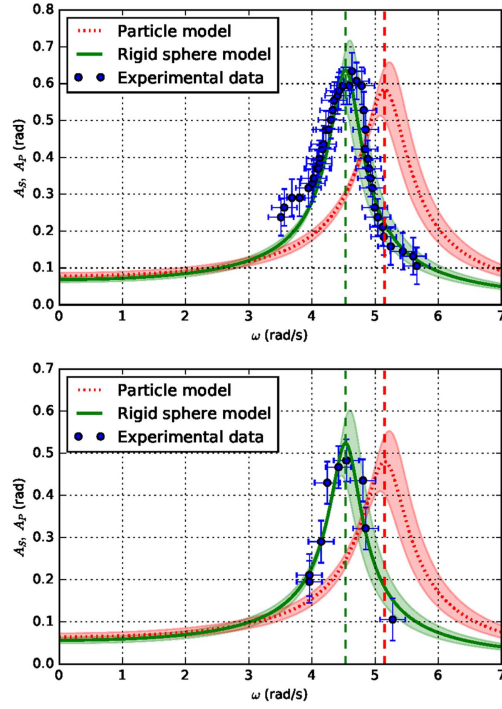 0.8
0.7
0.6
0.5
0.4
0.3
0.2
0.1
0.0
A_S, A_P (rad)
Particle model
Rigid sphere model
Experimental data
0 1 2 3 4 5 6 7
ω (rad/s)
0.7
0.6
0.5
0.4
0.3
0.2
0.1
0.0
A_S, A_P (rad)
Particle model
Rigid sphere model
Experimental data
0 1 2 3 4 5 6 7
ω (rad/s)